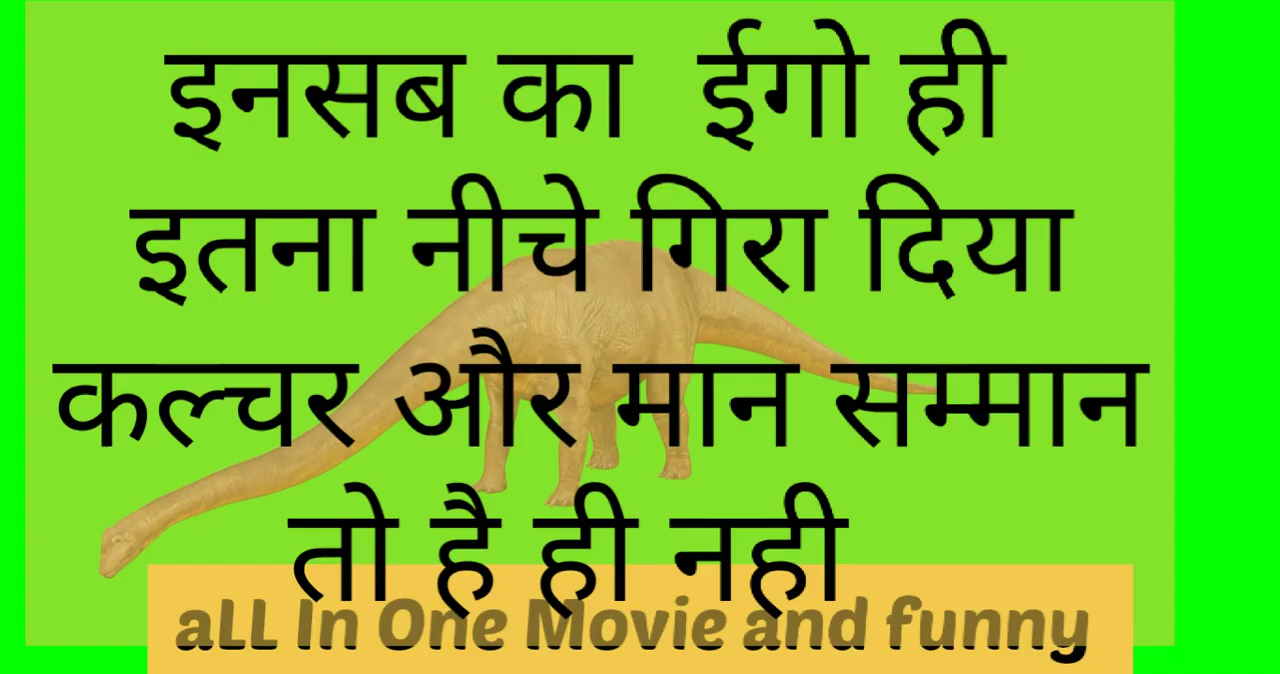 इनसब का ईगो ही
इतना नीचे गिरा दिया
कल्चर और मान सम्मान
तो है ही नही
aLL In One Movie and funny